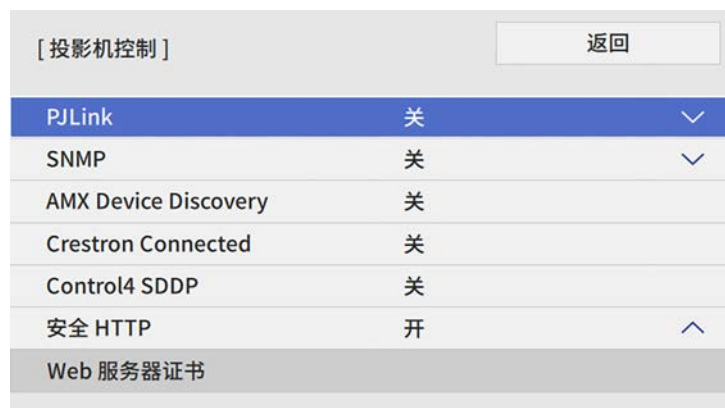 [ 投影机控制 ] 返回
PJLink 关
SNMP 关
AMX Device Discovery 关
Crestron Connected 关
Control4 SDDP 关
安全 HTTP 开
Web 服务器证书